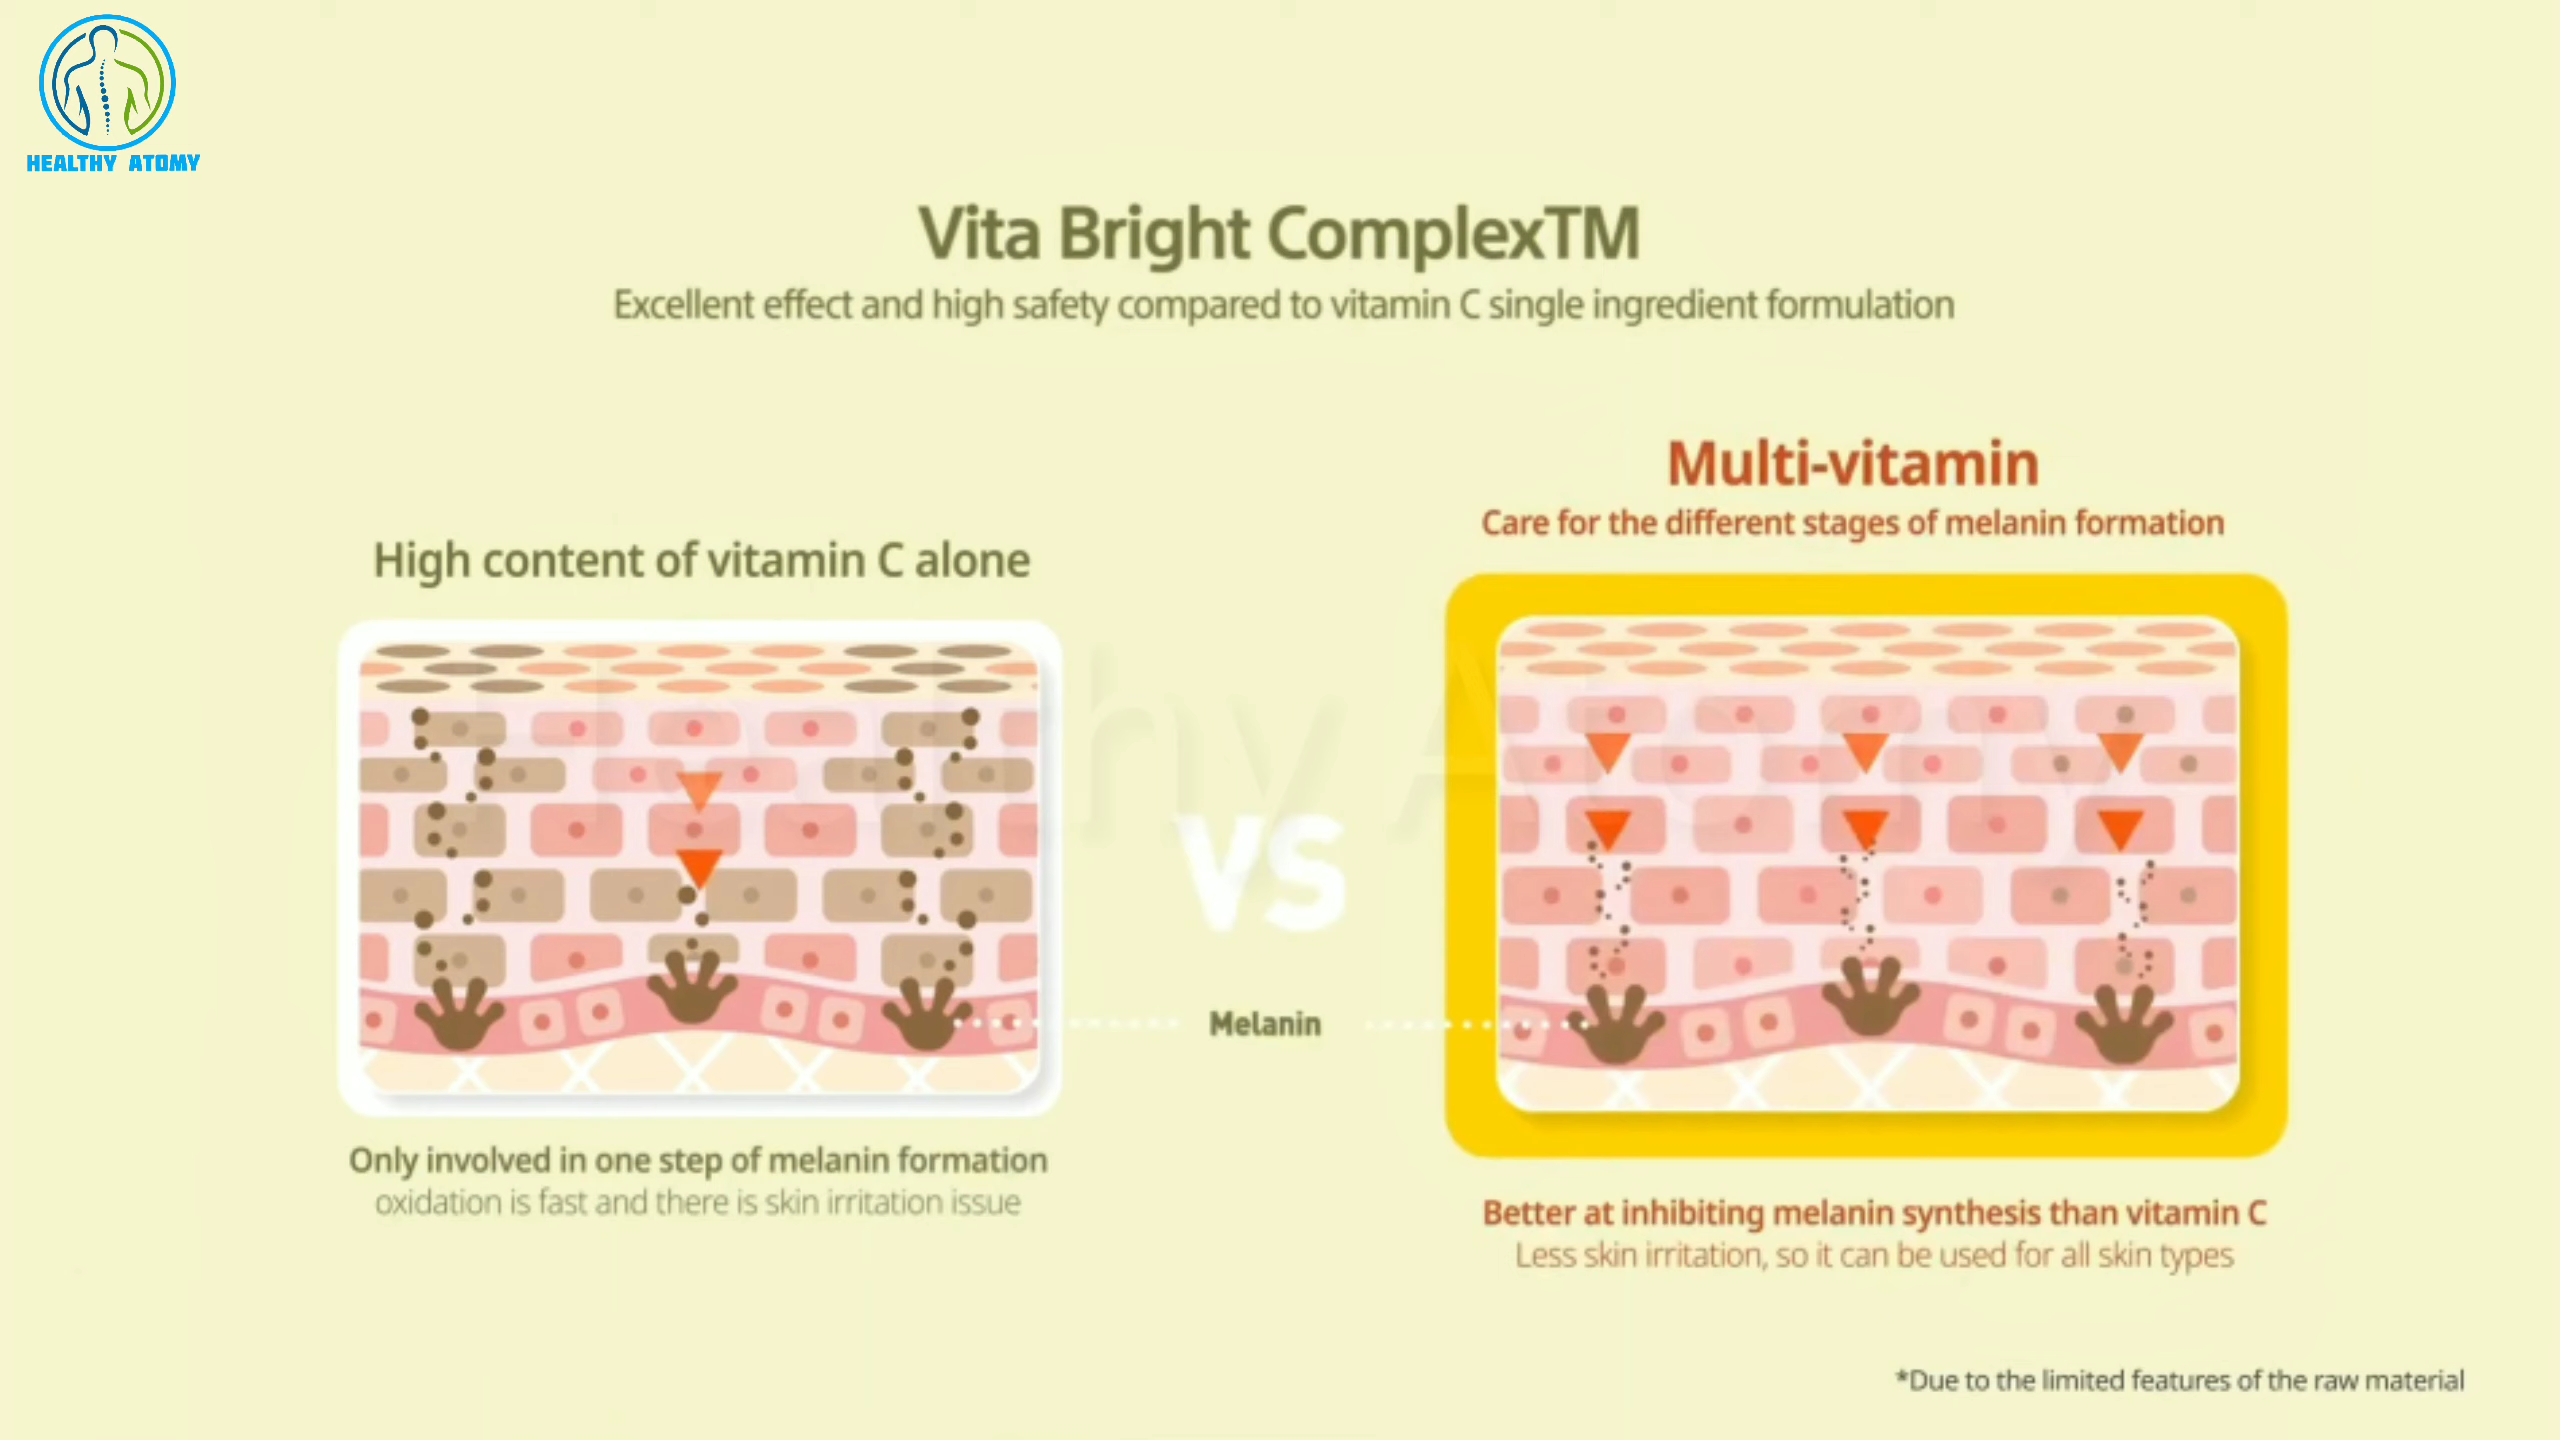 HEALTHY ATOMY
Vita Bright ComplexTM
Excellent effect and high safety compared to vitamin C single ingredient formulation
High content of vitamin C alone
Multi-vitamin
Care for the different stages of melanin formation
Healthy Atomy
VS
Melanin
Only involved in one step of melanin formation
oxidation is fast and there is skin irritation issue
Better at inhibiting melanin synthesis than vitamin C
Less skin irritation, so it can be used for all skin types
*Due to the limited features of the raw material